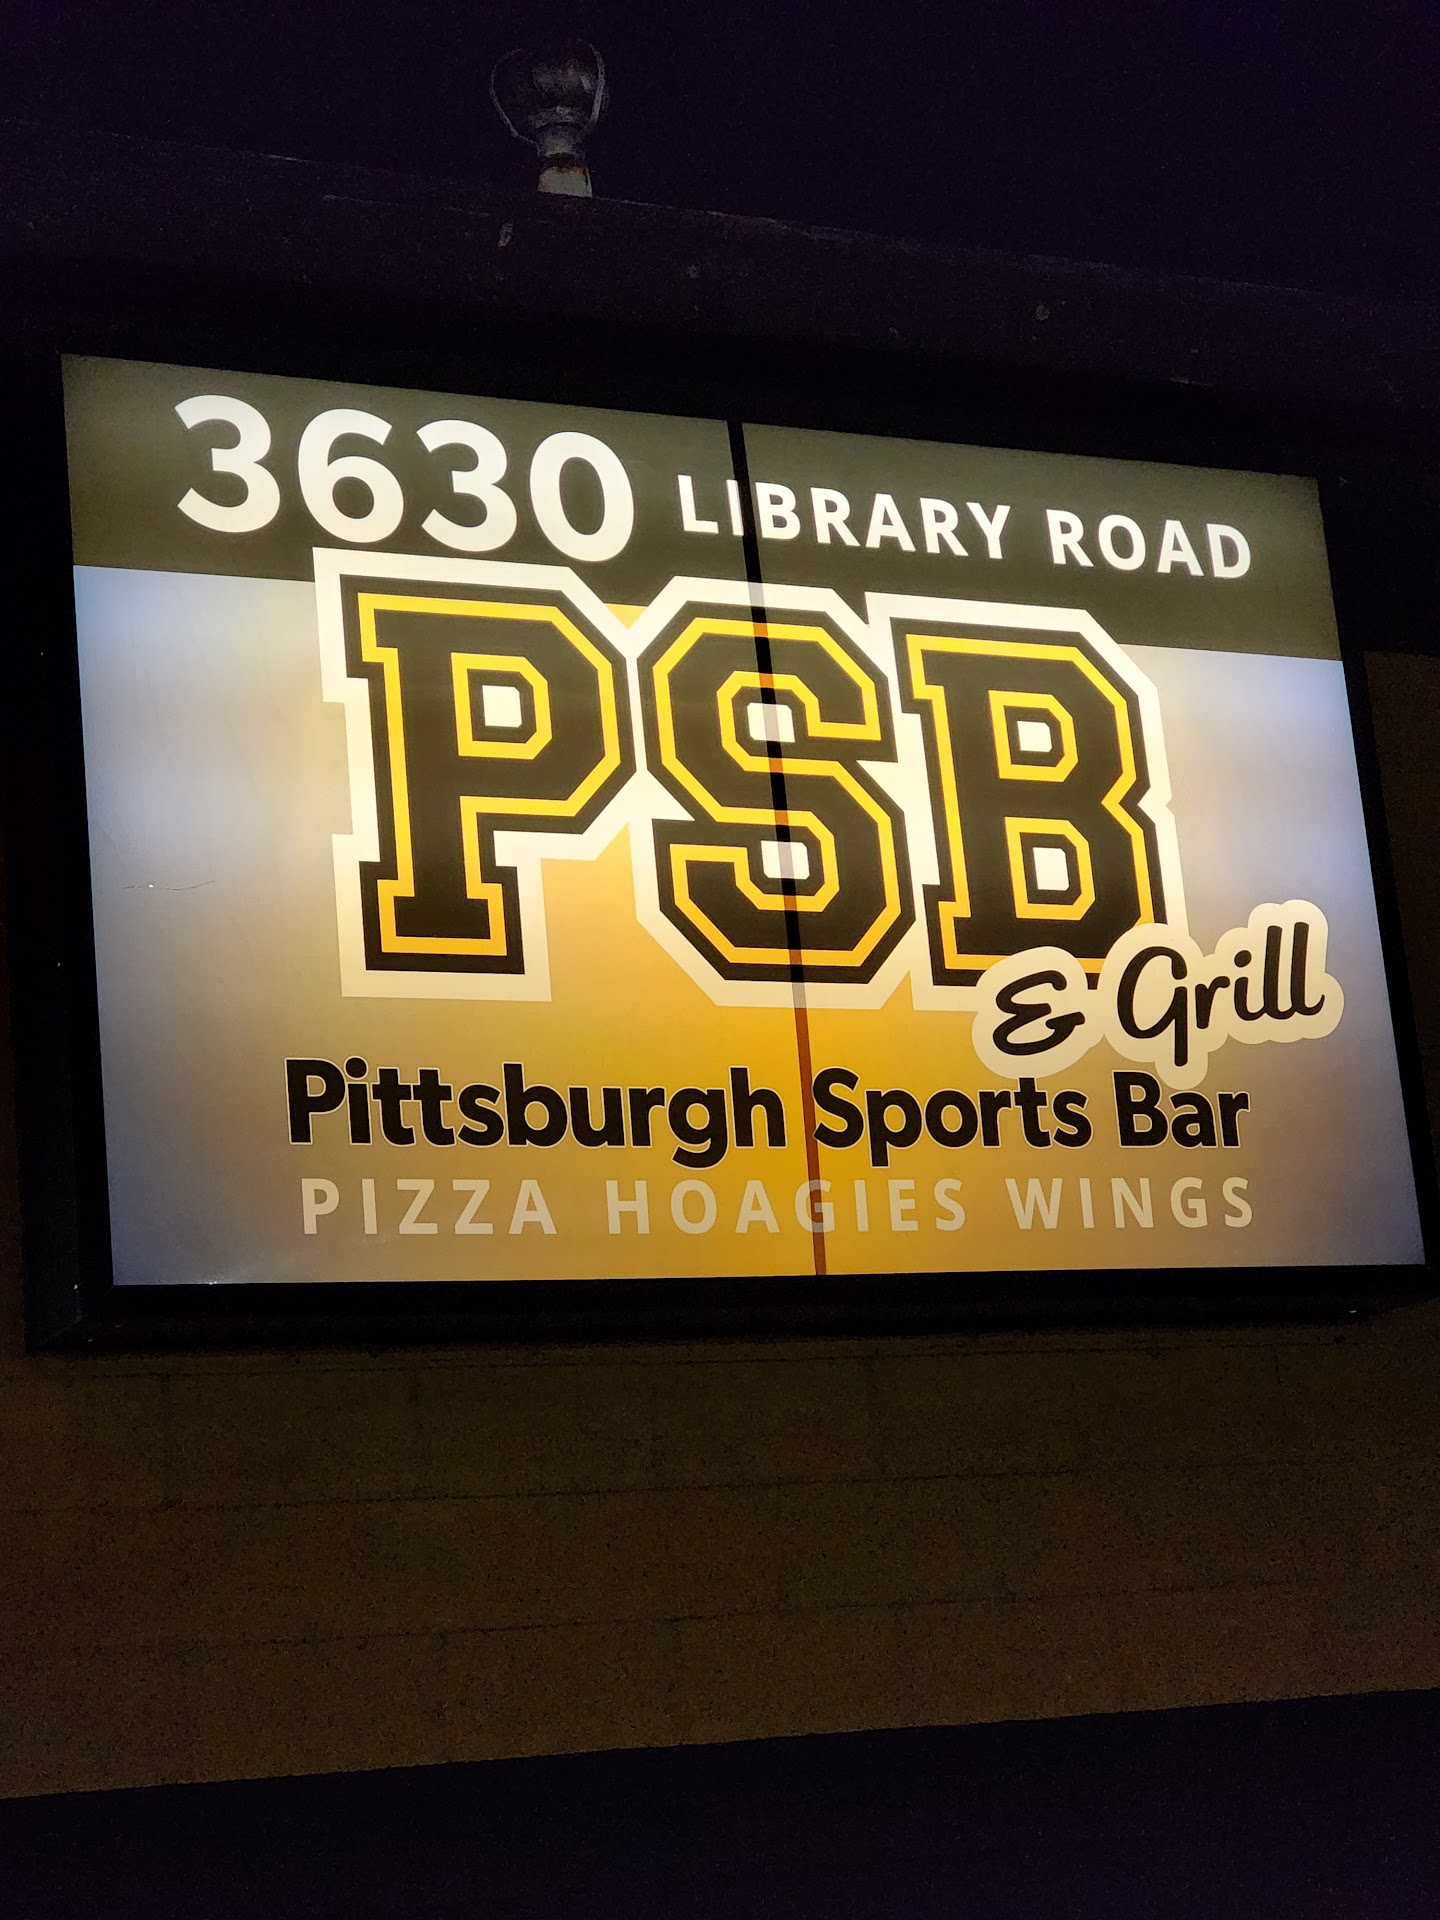 3630 LIBRARY ROAD
PSB
& Grill
Pittsburgh Sports Bar
PIZZA HOAGIES WINGS